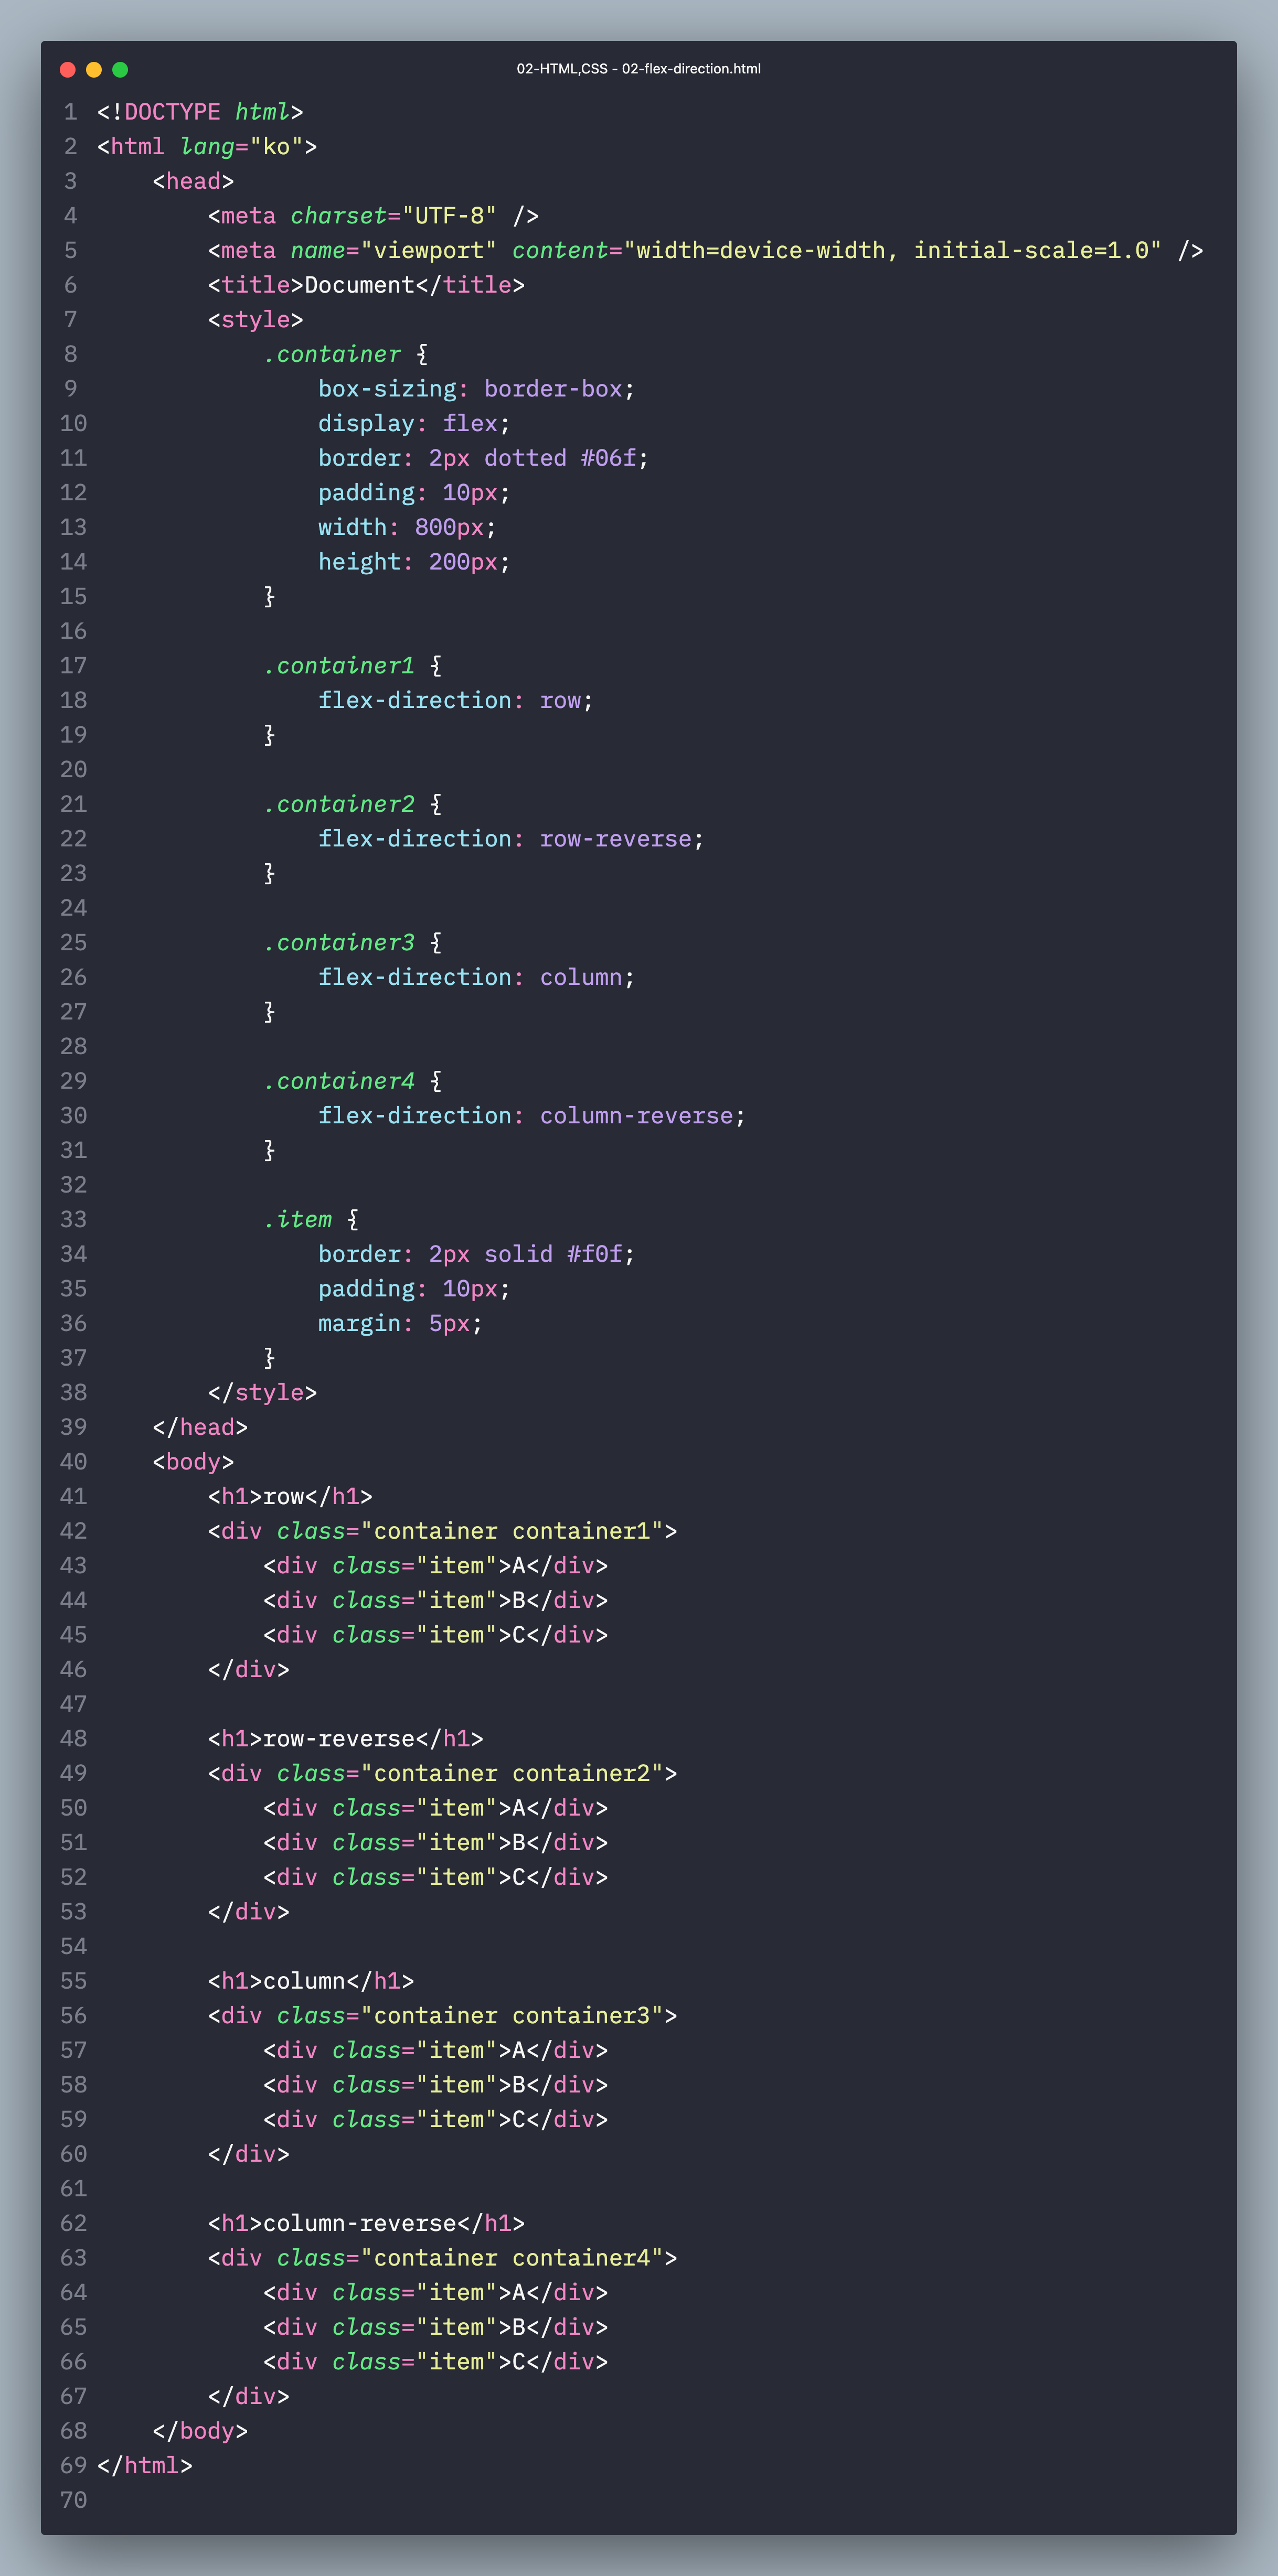 02-HTML,CSS - 02-flex-direction.html
1 <!DOCTYPE html>
2 <html lang="ko">
3     <head>
4         <meta charset="UTF-8" />
5         <meta name="viewport" content="width=device-width, initial-scale=1.0" />
6         <title>Document</title>
7         <style>
8             .container {
9                 box-sizing: border-box;
10                 display: flex;
11                 border: 2px dotted #06f;
12                 padding: 10px;
13                 width: 800px;
14                 height: 200px;
15             }
16
17             .container1 {
18                 flex-direction: row;
19             }
20
21             .container2 {
22                 flex-direction: row-reverse;
23             }
24
25             .container3 {
26                 flex-direction: column;
27             }
28
29             .container4 {
30                 flex-direction: column-reverse;
31             }
32
33             .item {
34                 border: 2px solid #f0f;
35                 padding: 10px;
36                 margin: 5px;
37             }
38         </style>
39     </head>
40     <body>
41         <h1>row</h1>
42         <div class="container container1">
43             <div class="item">A</div>
44             <div class="item">B</div>
45             <div class="item">C</div>
46         </div>
47
48         <h1>row-reverse</h1>
49         <div class="container container2">
50             <div class="item">A</div>
51             <div class="item">B</div>
52             <div class="item">C</div>
53         </div>
54
55         <h1>column</h1>
56         <div class="container container3">
57             <div class="item">A</div>
58             <div class="item">B</div>
59             <div class="item">C</div>
60         </div>
61
62         <h1>column-reverse</h1>
63         <div class="container container4">
64             <div class="item">A</div>
65             <div class="item">B</div>
66             <div class="item">C</div>
67         </div>
68     </body>
69 </html>
70